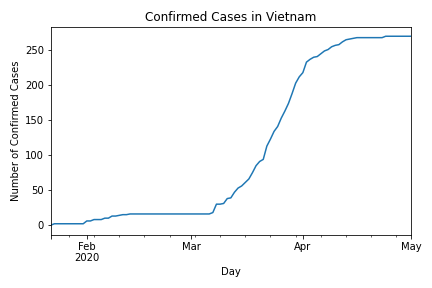 Confirmed Cases in Vietnam
Number of Confirmed Cases
250
200
150
100
50
0
Feb Mar Apr May
2020
Day